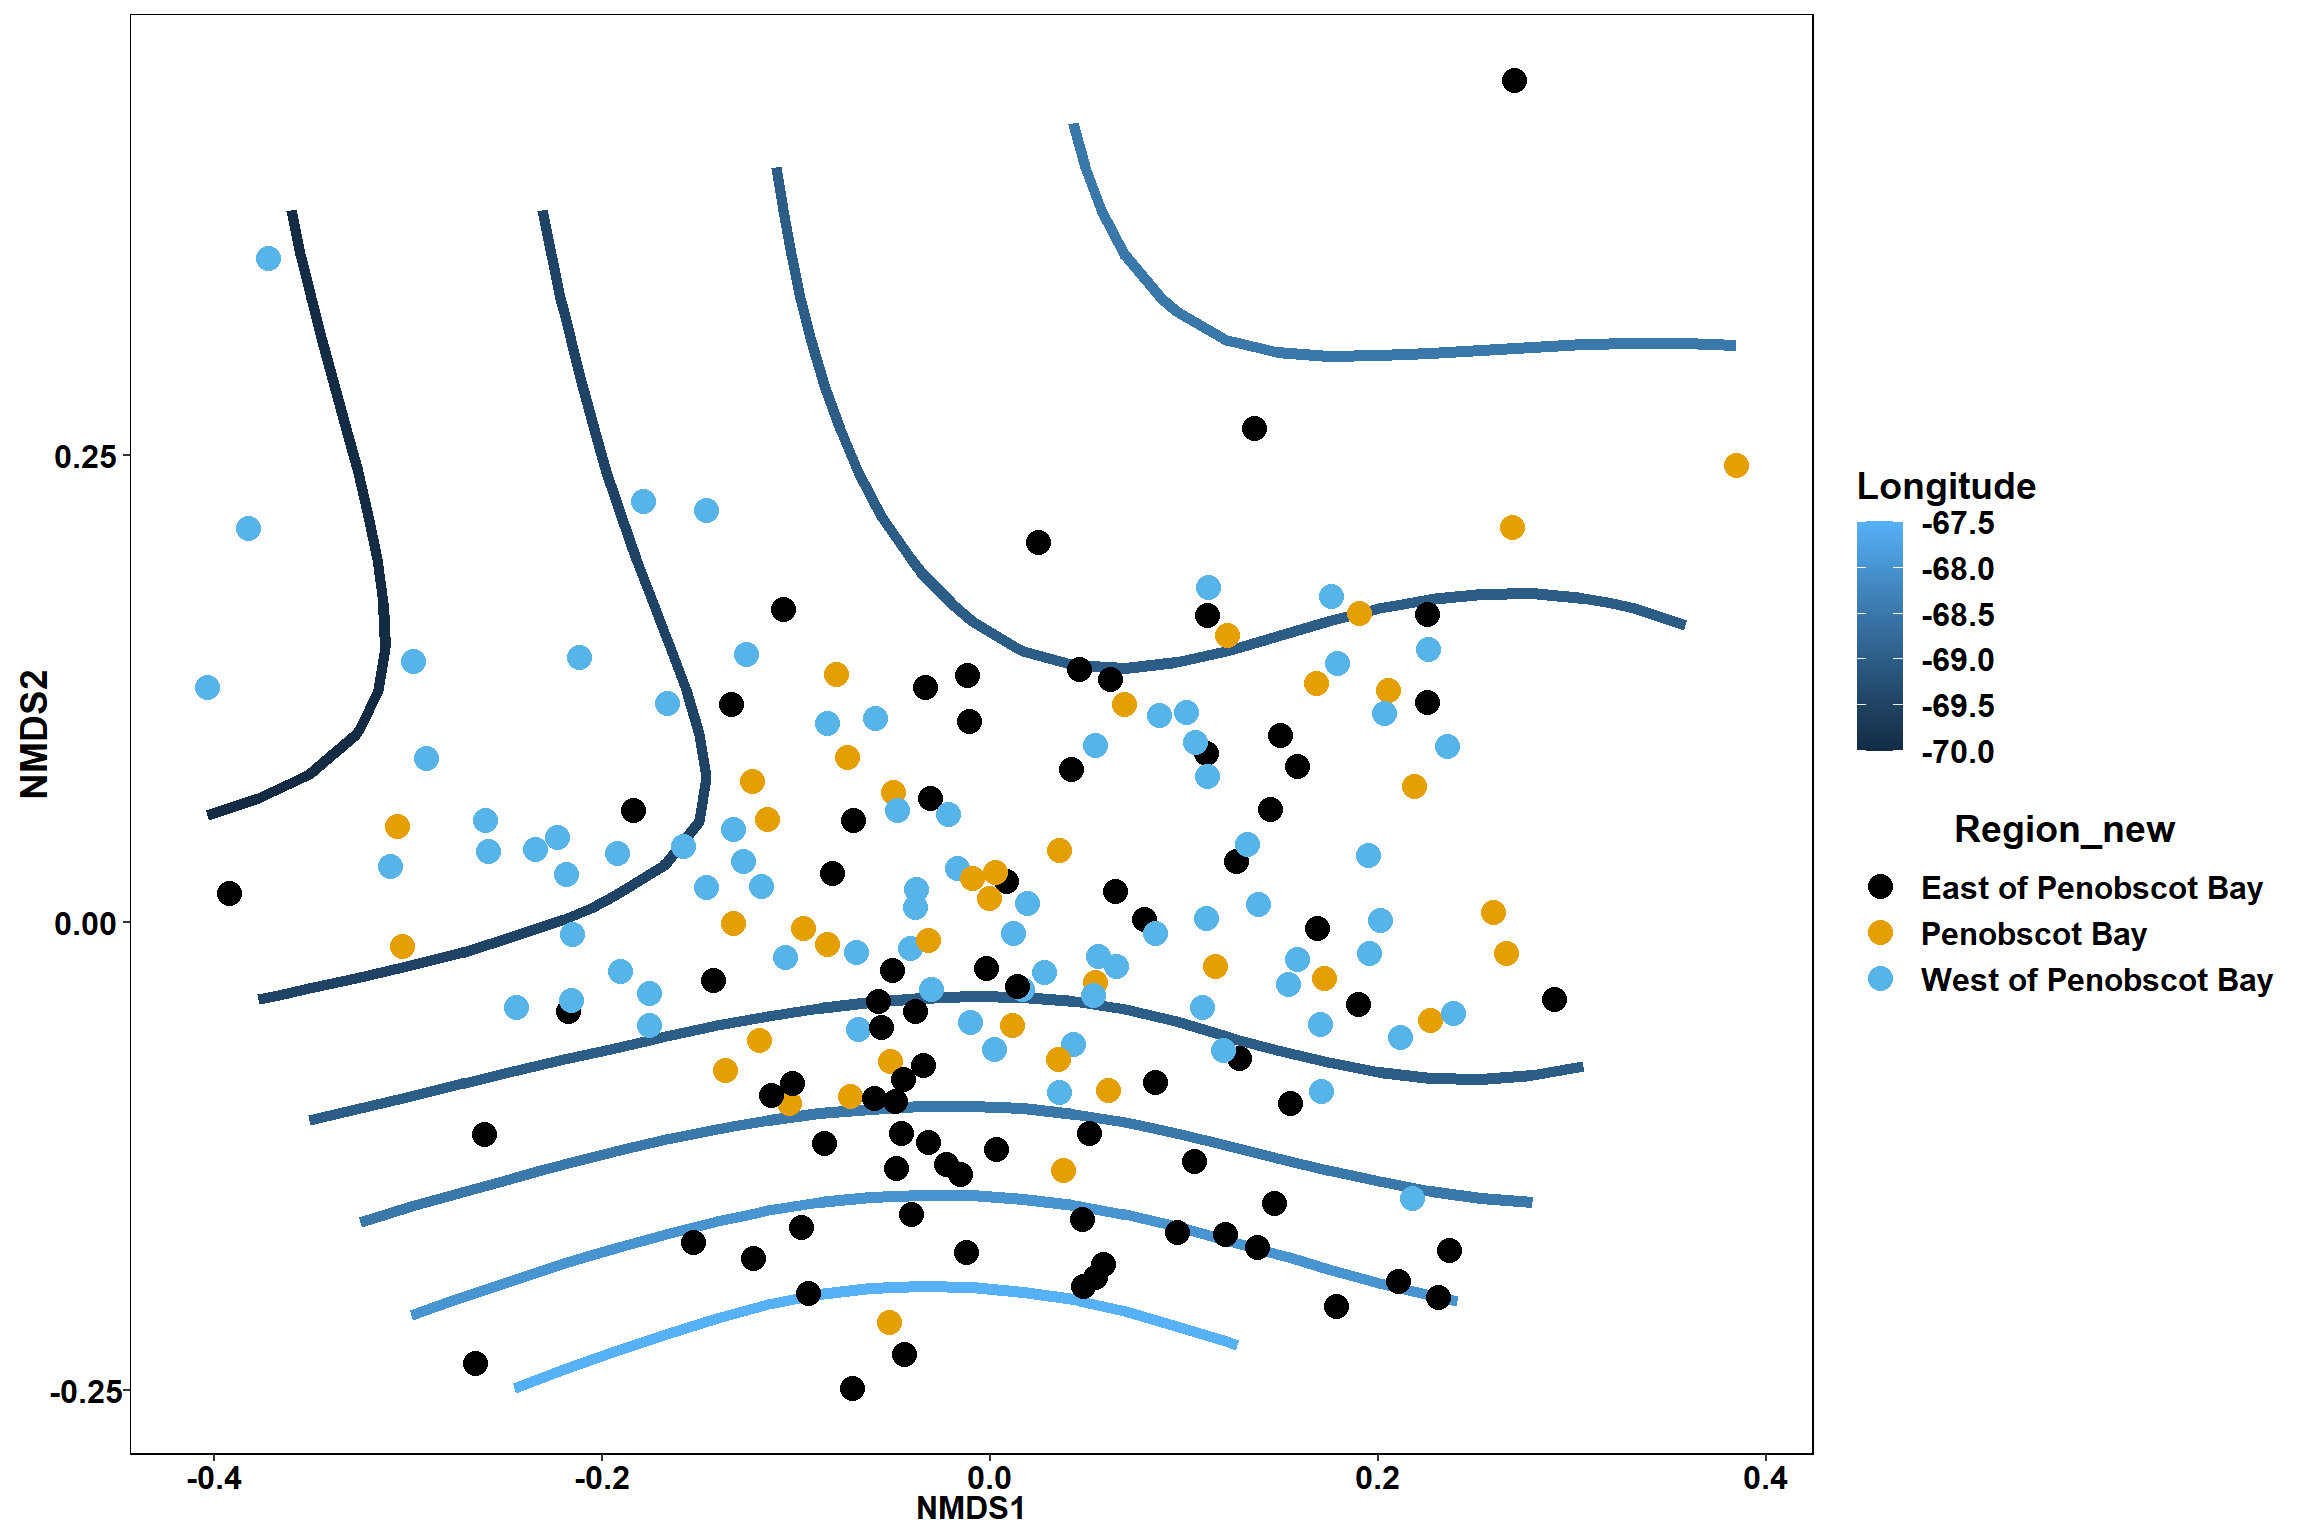 0.25
0.00
-0.25
NMDS2
-0.4
-0.2
0.0
0.2
0.4
NMDS1
Longitude
-67.5
-68.0
-68.5
-69.0
-69.5
-70.0
Region_new
East of Penobscot Bay
Penobscot Bay
West of Penobscot Bay